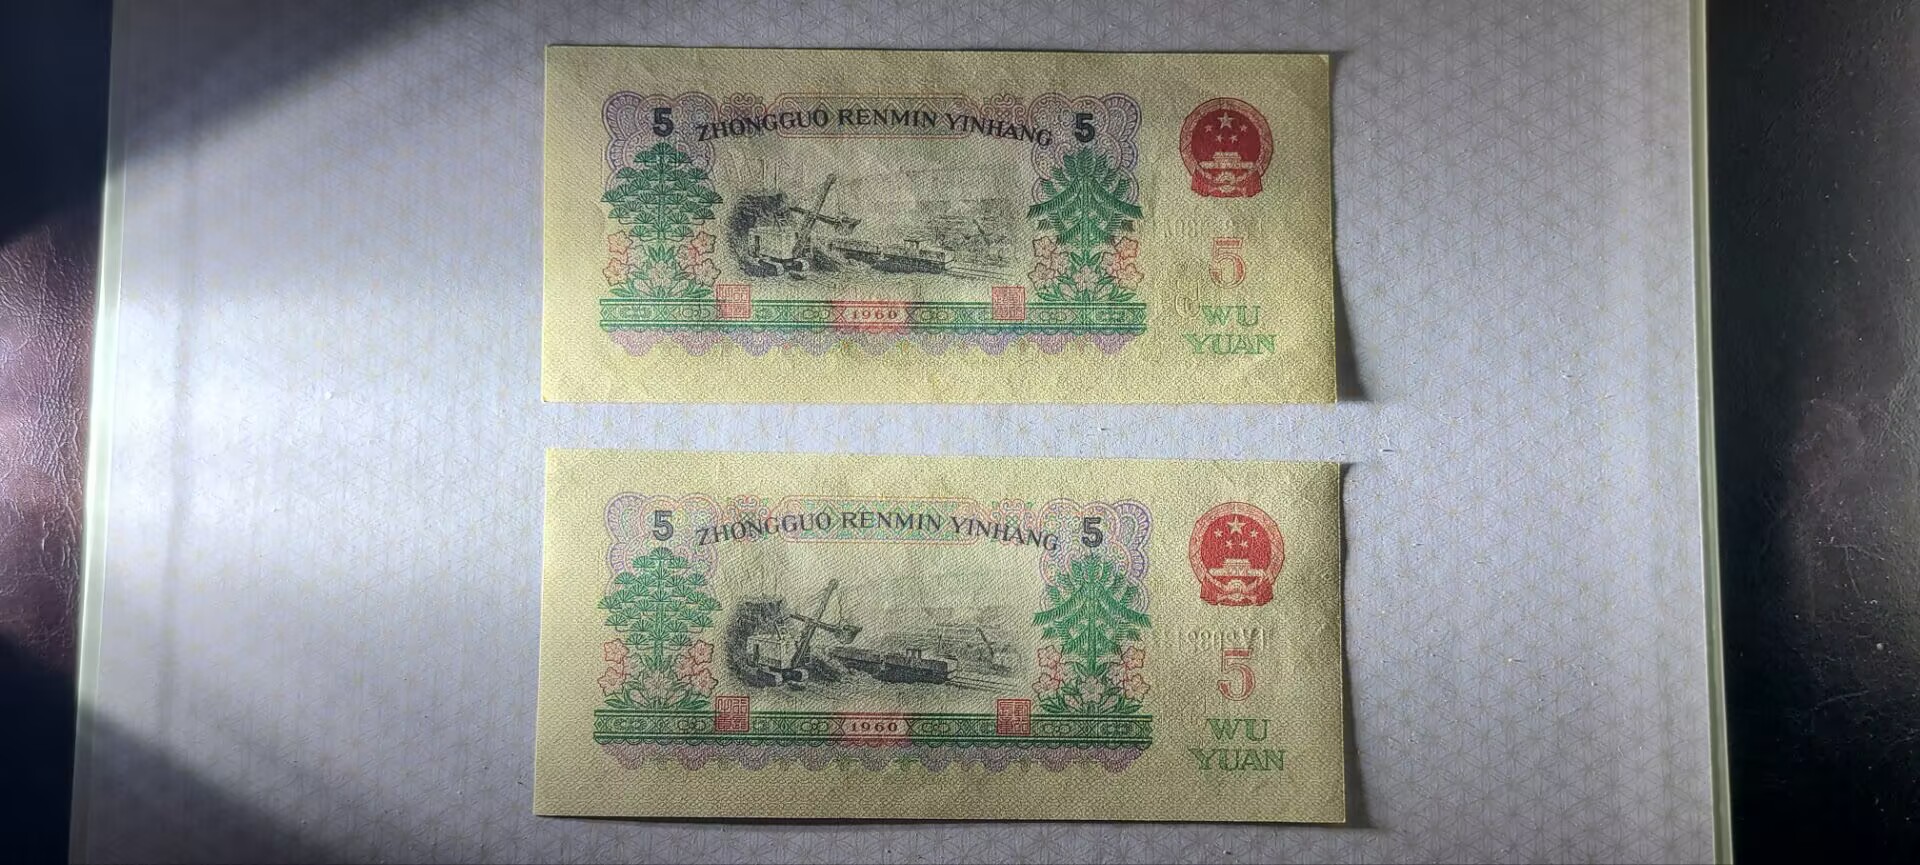 5 ZHONGGUO RENMIN YINHANG 5
5
1960
WU
YUAN
5 ZHONGGUO RENMIN YINHANG 5
5
1960
WU
YUAN